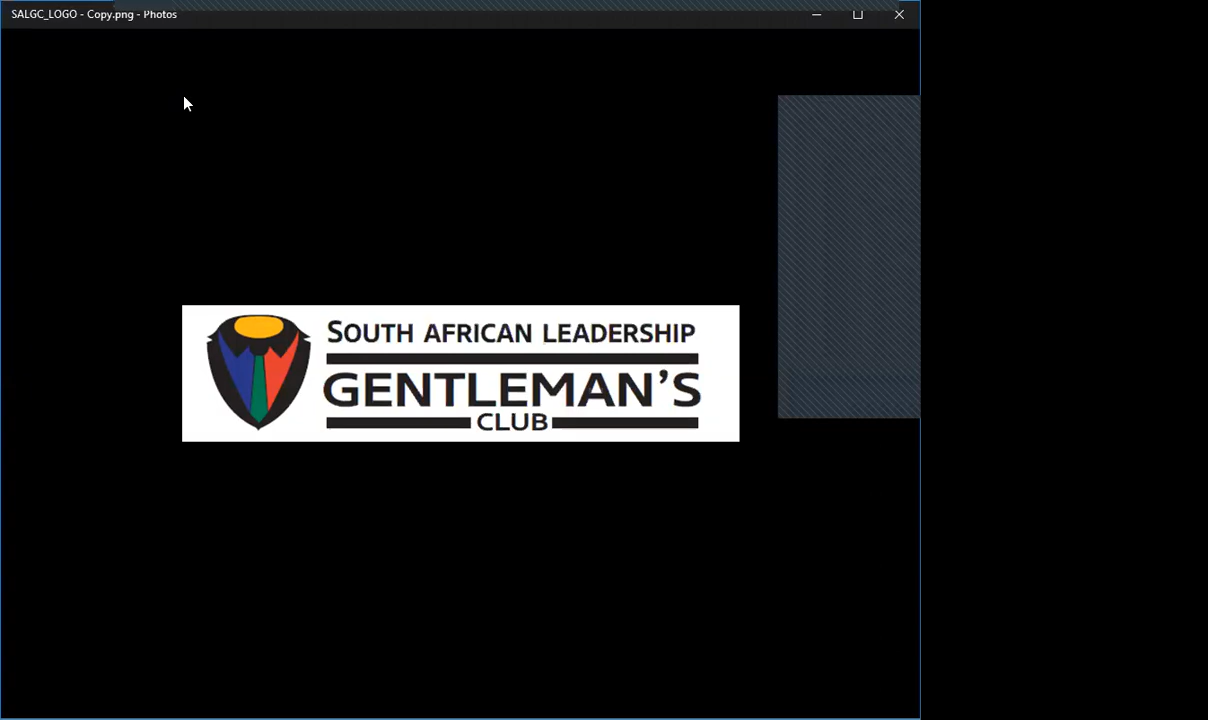 SALGC_LOGO - Copy.png - Photos
SOUTH AFRICAN LEADERSHIP
GENTLEMAN'S
CLUB